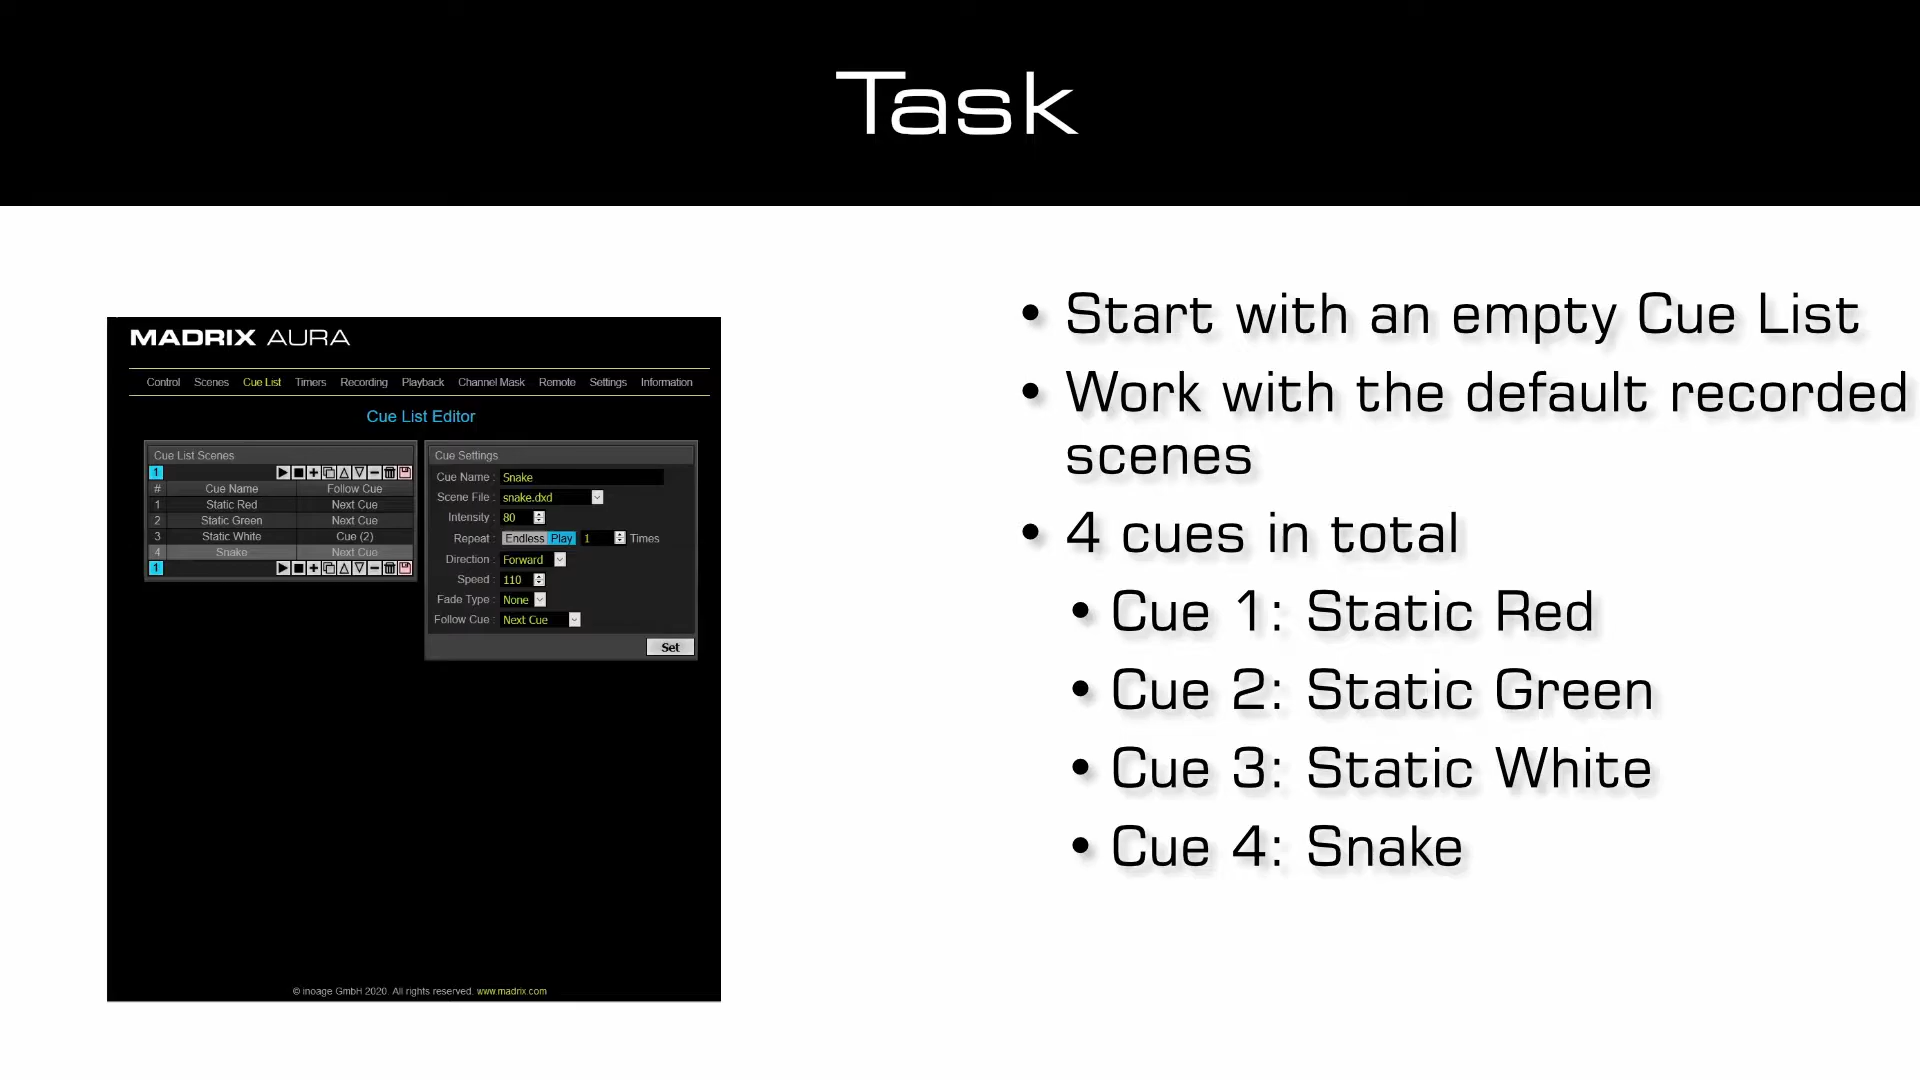 Task
MADRIX AURA
Control Scenes Cue List Timers Recording Playback Channel Mask Remote Settings Information
Cue List Editor
Cue List Scenes
1
# Cue Name Follow Cue
1 Static Red Next Cue
2 Static Green Next Cue
3 Static White Cue (2)
4 Snake Next Cue
1
Cue Settings
Cue Name : Snake
Scene File : snake.dxd
Intensity : 80
Repeat : Endless Play 1 Times
Direction : Forward
Speed : 110
Fade Type : None
Follow Cue : Next Cue
Set
© inoage GmbH 2020. All rights reserved. www.madrix.com
• Start with an empty Cue List
• Work with the default recorded
scenes
• 4 cues in total
• Cue 1: Static Red
• Cue 2: Static Green
• Cue 3: Static White
• Cue 4: Snake